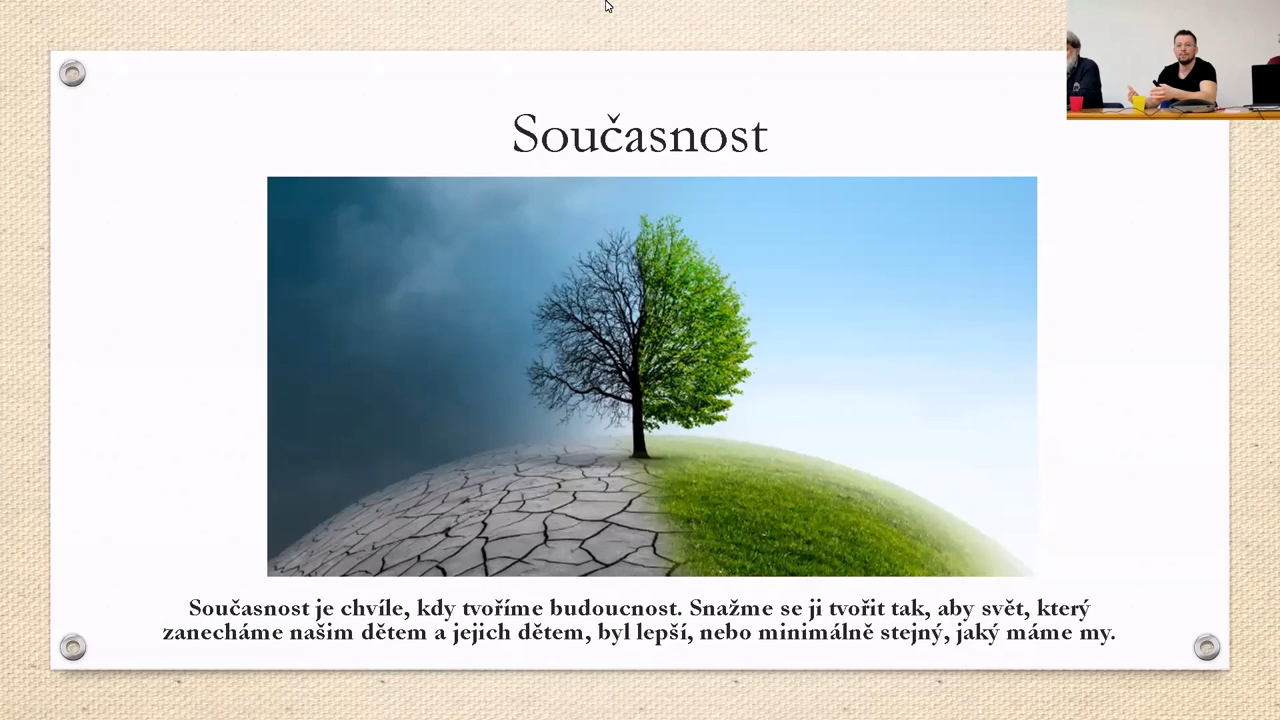 Současnost
Současnost je chvíle, kdy tvoříme budoucnost. Snažme se ji tvořit tak, aby svět, který
zanecháme našim dětem a jejich dětem, byl lepší, nebo minimálně stejný, jaký máme my.